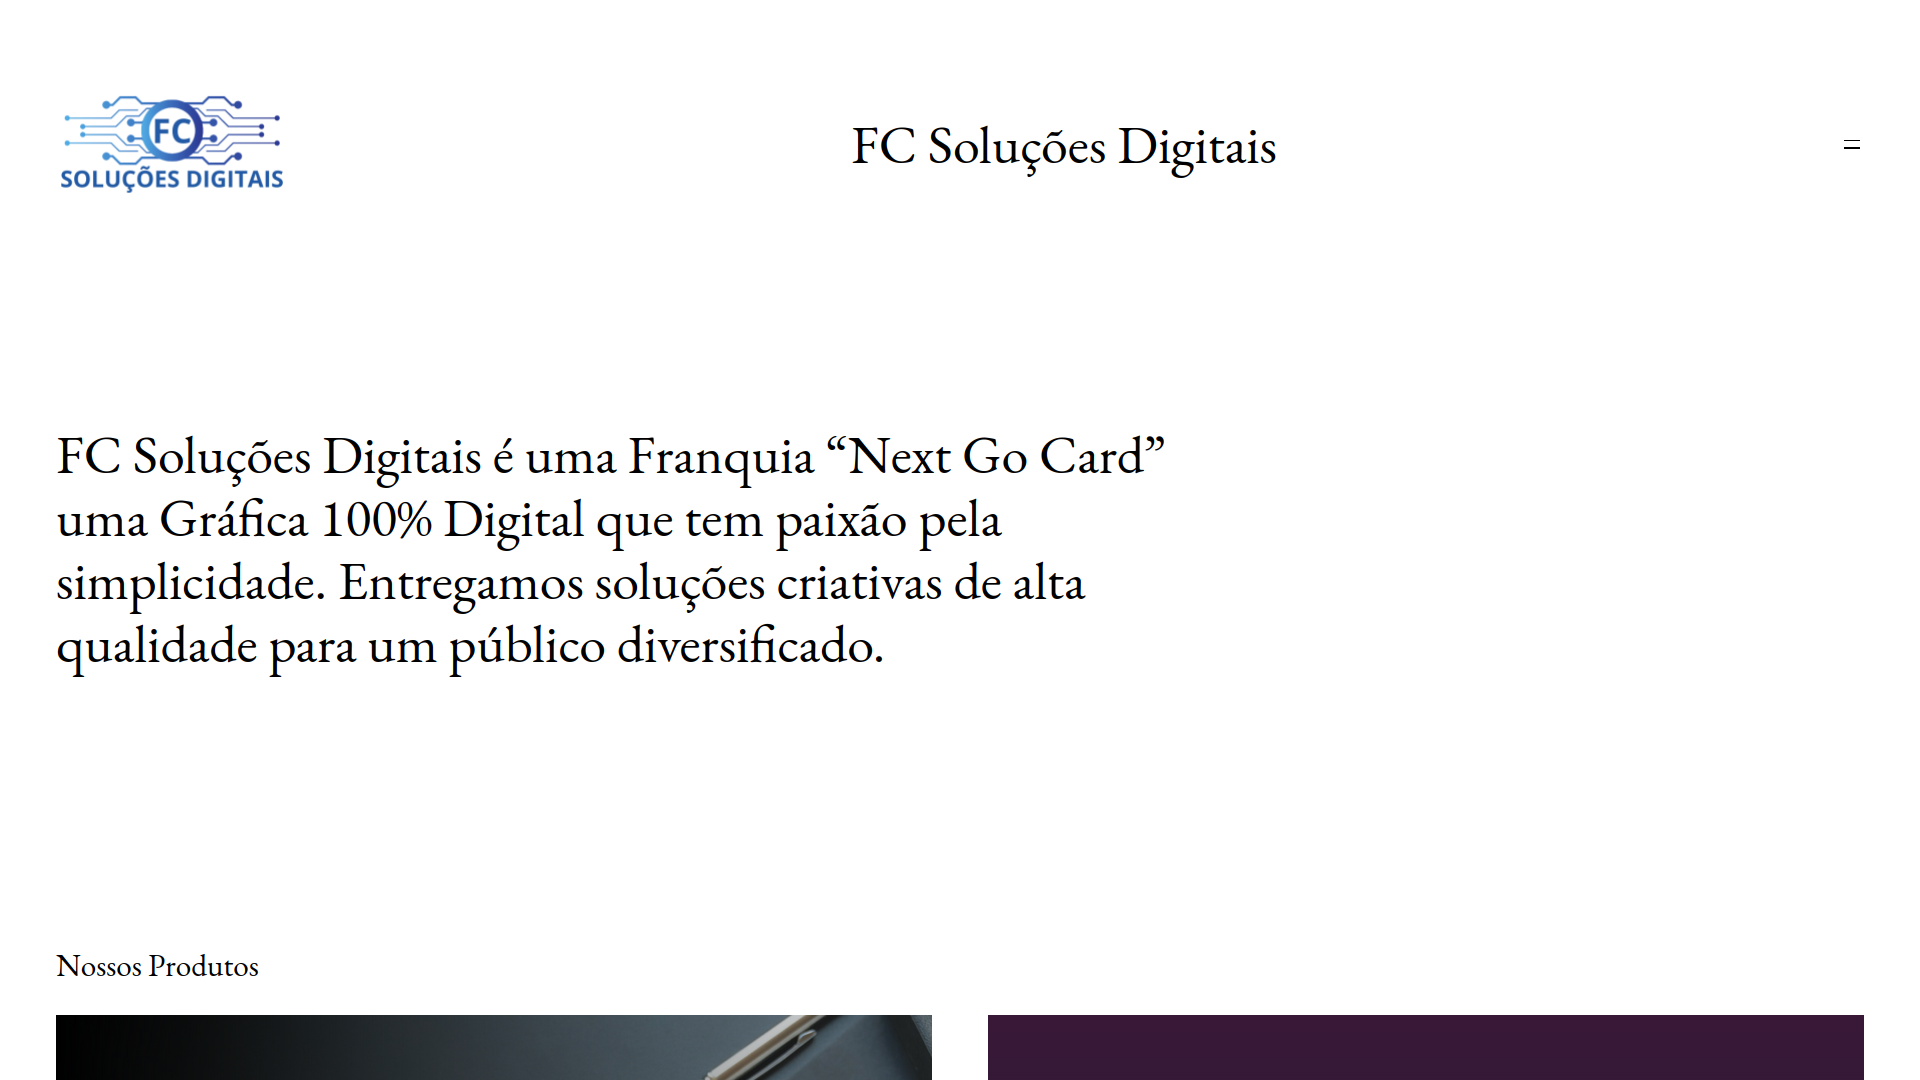 FC
SOLUÇÕES DIGITAIS
FC Soluções Digitais
FC Soluções Digitais é uma Franquia “Next Go Card”
uma Gráfica 100% Digital que tem paixão pela
simplicidade. Entregamos soluções criativas de alta
qualidade para um público diversificado.
Nossos Produtos